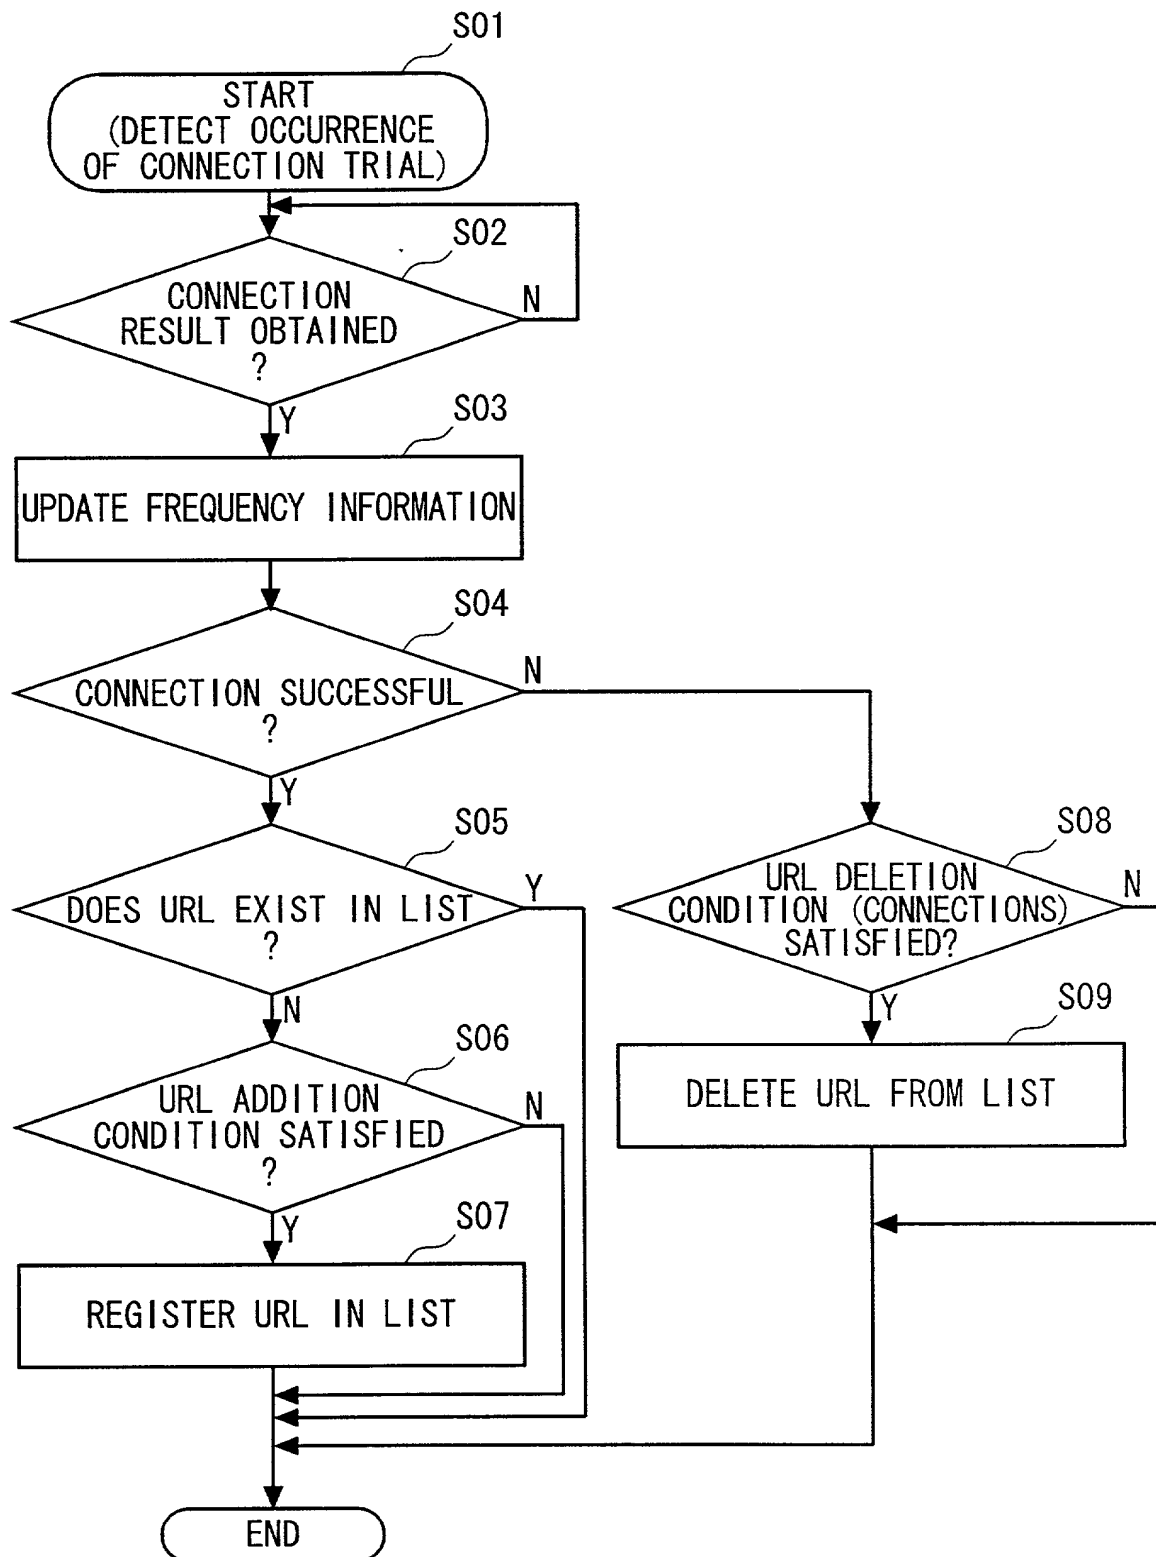 S01
START
(DETECT OCCURRENCE
OF CONNECTION TRIAL)
S02
CONNECTION
RESULT OBTAINED
?
N
Y
S03
UPDATE FREQUENCY INFORMATION
S04
CONNECTION SUCCESSFUL
?
N
Y
S05
DOES URL EXIST IN LIST
?
Y
N
S06
URL ADDITION
CONDITION SATISFIED
?
N
Y
S07
REGISTER URL IN LIST
S08
URL DELETION
CONDITION (CONNECTIONS)
SATISFIED?
N
Y
S09
DELETE URL FROM LIST
END